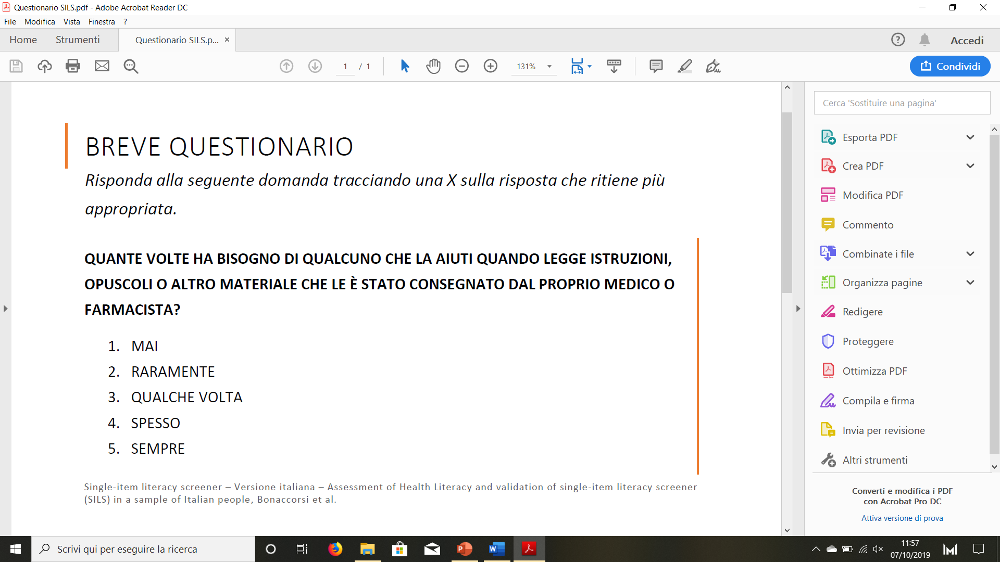 Questionario SILS.pdf - Adobe Acrobat Reader DC
File Modifica Vista Finestra ?
Home Strumenti Questionario SILS.p... × Accedi
1 / 1 131% Condividi
Cerca 'Sostituire una pagina'
BREVE QUESTIONARIO
Risponda alla seguente domanda tracciando una X sulla risposta che ritiene più
appropriata.
QUANTE VOLTE HA BISOGNO DI QUALCUNO CHE LA AIUTI QUANDO LEGGE ISTRUZIONI,
OPUSCOLI O ALTRO MATERIALE CHE LE È STATO CONSEGNATO DAL PROPRIO MEDICO O
FARMACISTA?
1. MAI
2. RARAMENTE
3. QUALCHE VOLTA
4. SPESSO
5. SEMPRE
Single-item literacy screener – Versione italiana – Assessment of Health Literacy and validation of single-item literacy screener
(SILS) in a sample of Italian people, Bonaccorsi et al.
Esporta PDF
Crea PDF
Modifica PDF
Commento
Combinate i file
Organizza pagine
Redigere
Proteggere
Ottimizza PDF
Compila e firma
Invia per revisione
Altri strumenti
Converti e modifica i PDF
con Acrobat Pro DC
Attiva versione di prova
Scrivi qui per eseguire la ricerca
11:57
07/10/2019